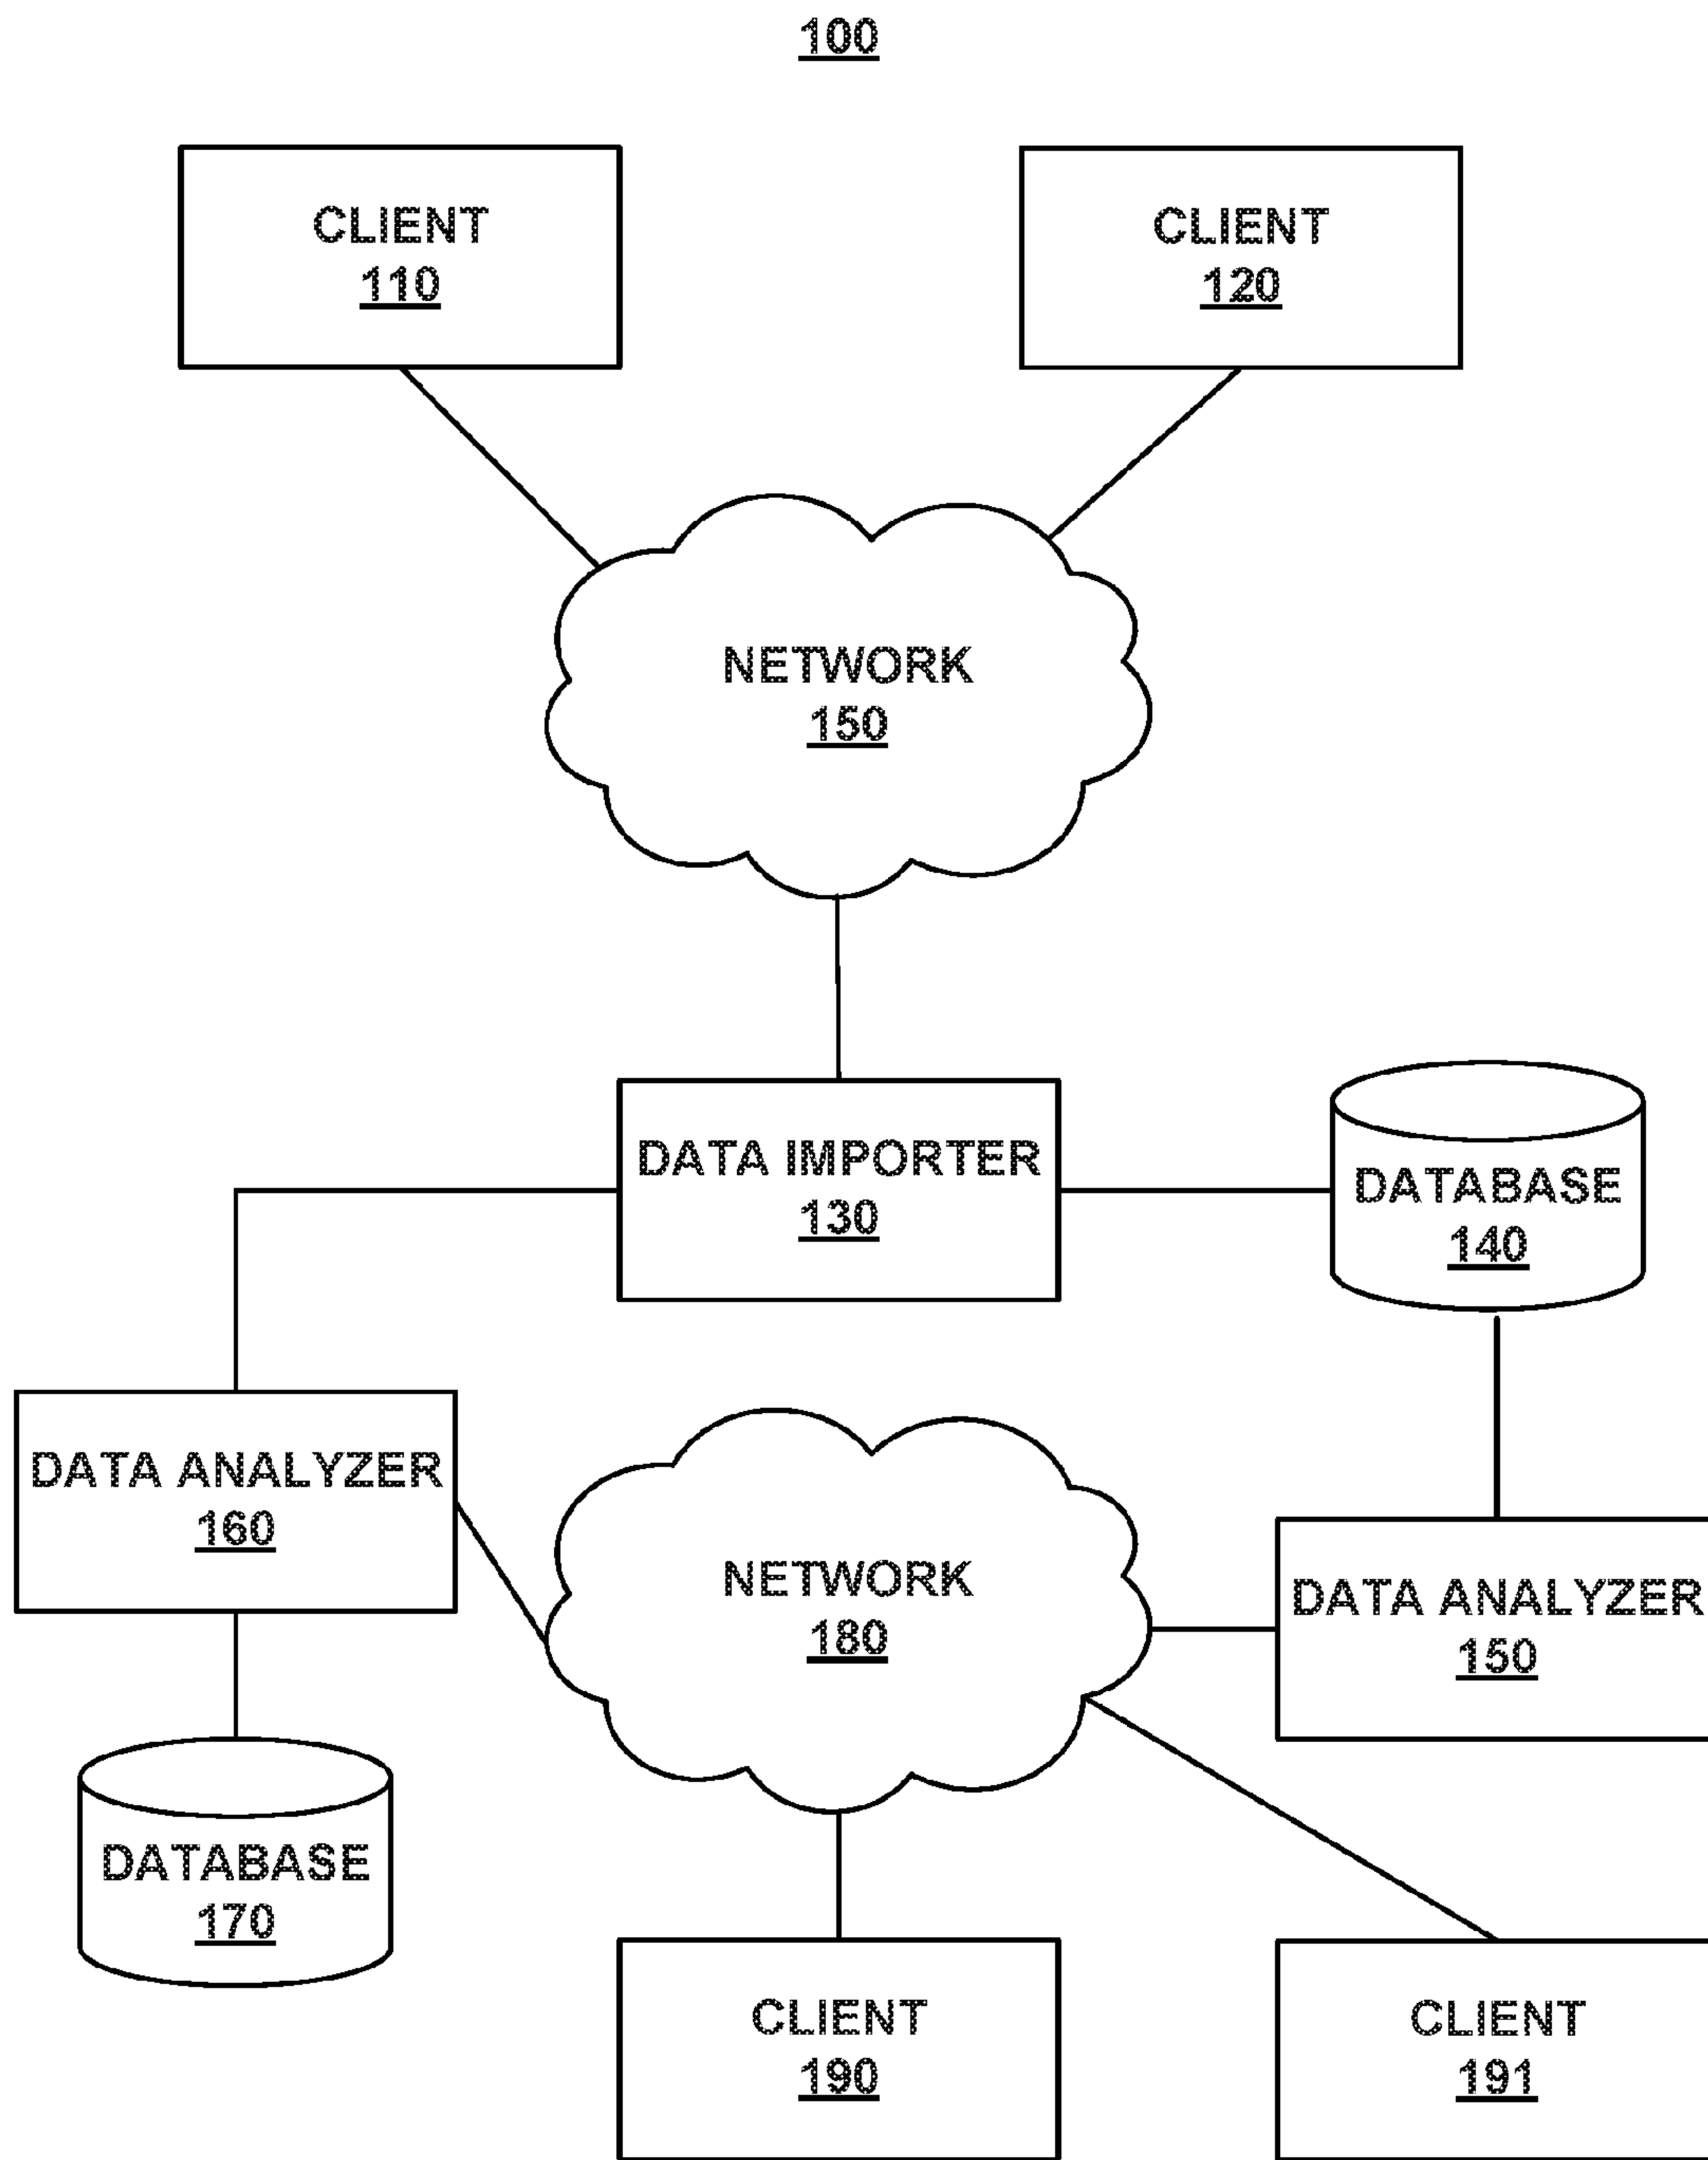 100
CLIENT
110
CLIENT
120
NETWORK
150
DATA IMPORTER
130
DATABASE
140
DATA ANALYZER
160
NETWORK
180
DATA ANALYZER
150
DATABASE
170
CLIENT
190
CLIENT
191